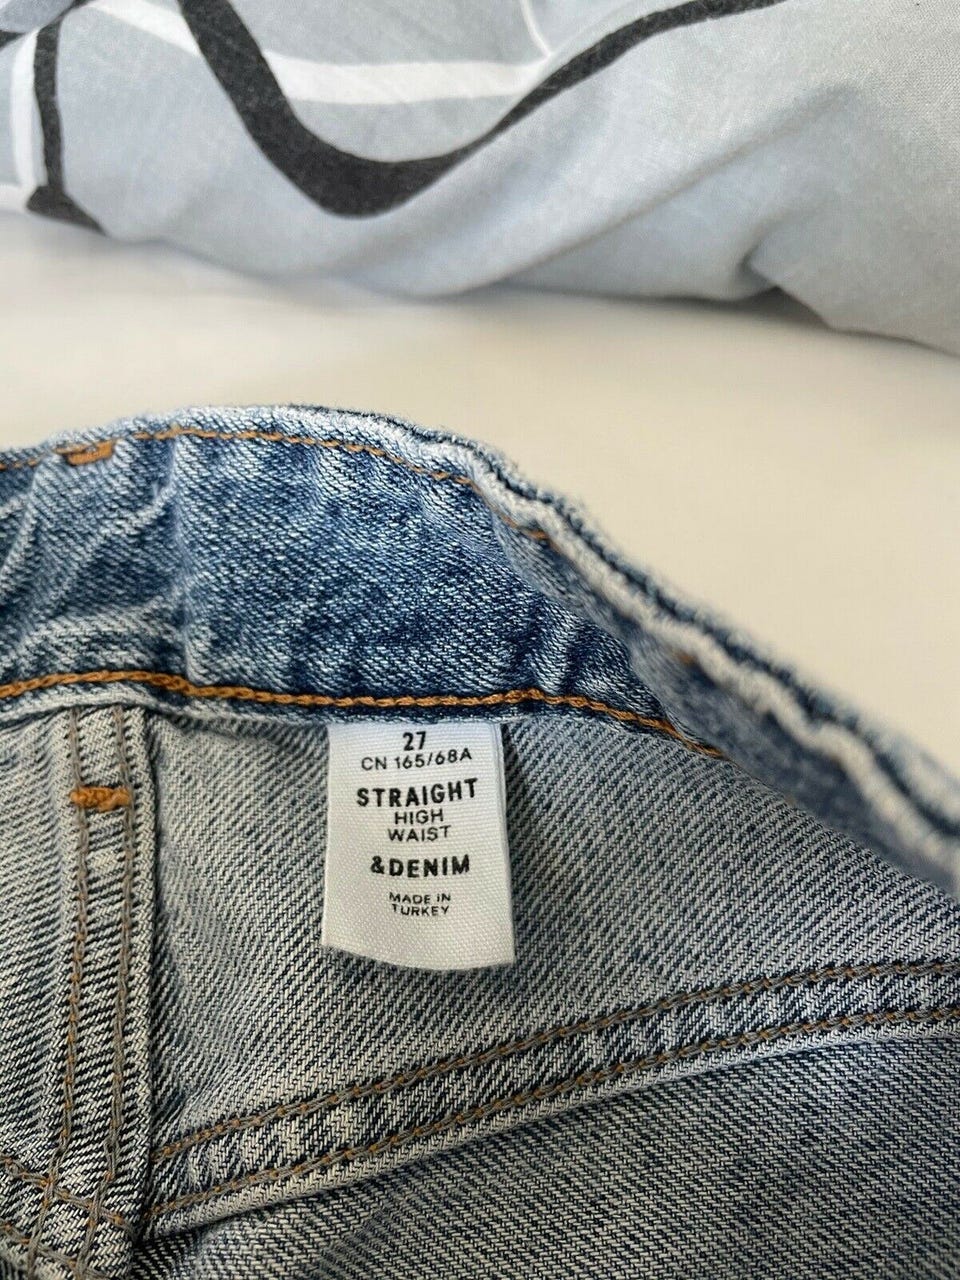 27
CN 165/68A
STRAIGHT
HIGH
WAIST
&DENIM
MADE IN
TURKEY